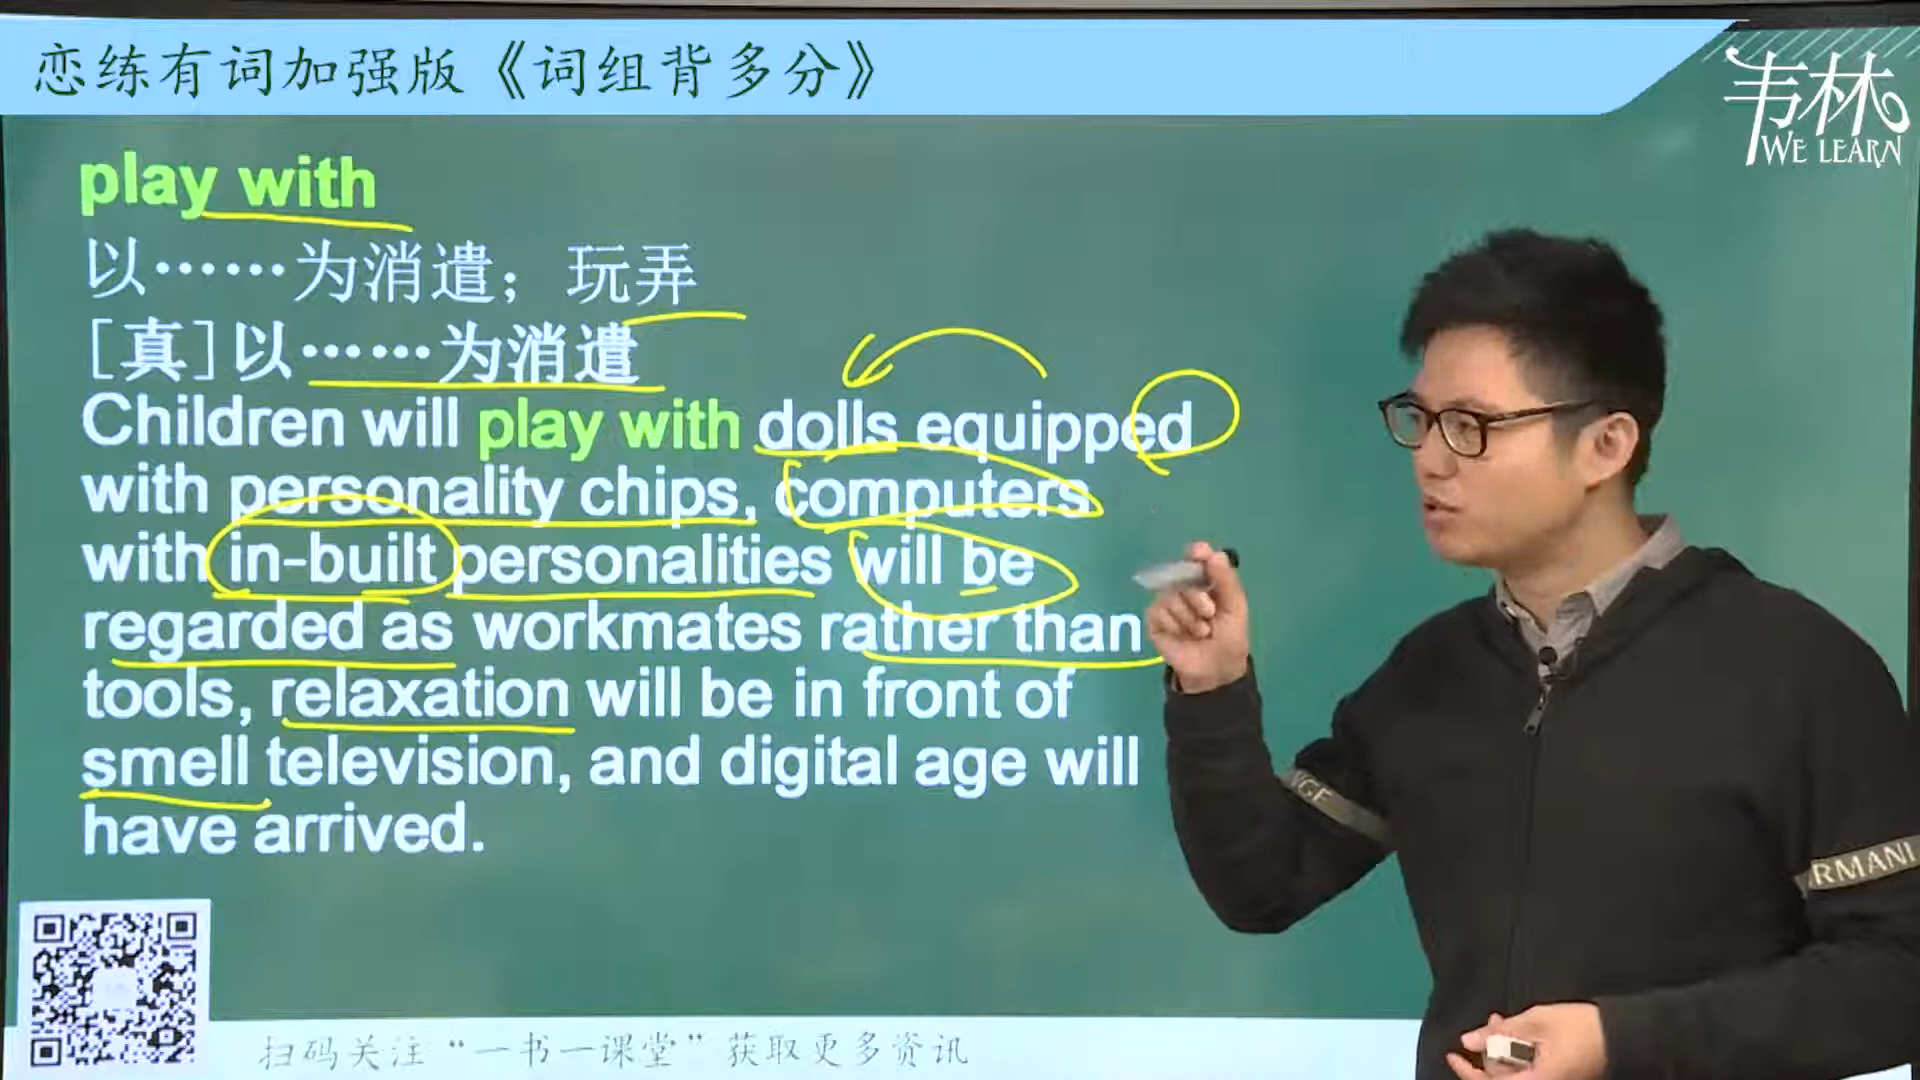 恋练有词加强版《词组背多分》
韦林
WE LEARN
play with
以……为消遣；玩弄
[真]以……为消遣
Children will play with dolls equipped
with personality chips, computers
with in-built personalities will be
regarded as workmates rather than
tools, relaxation will be in front of
smell television, and digital age will
have arrived.
RMANI
扫码关注“一书一课堂”获取更多资讯